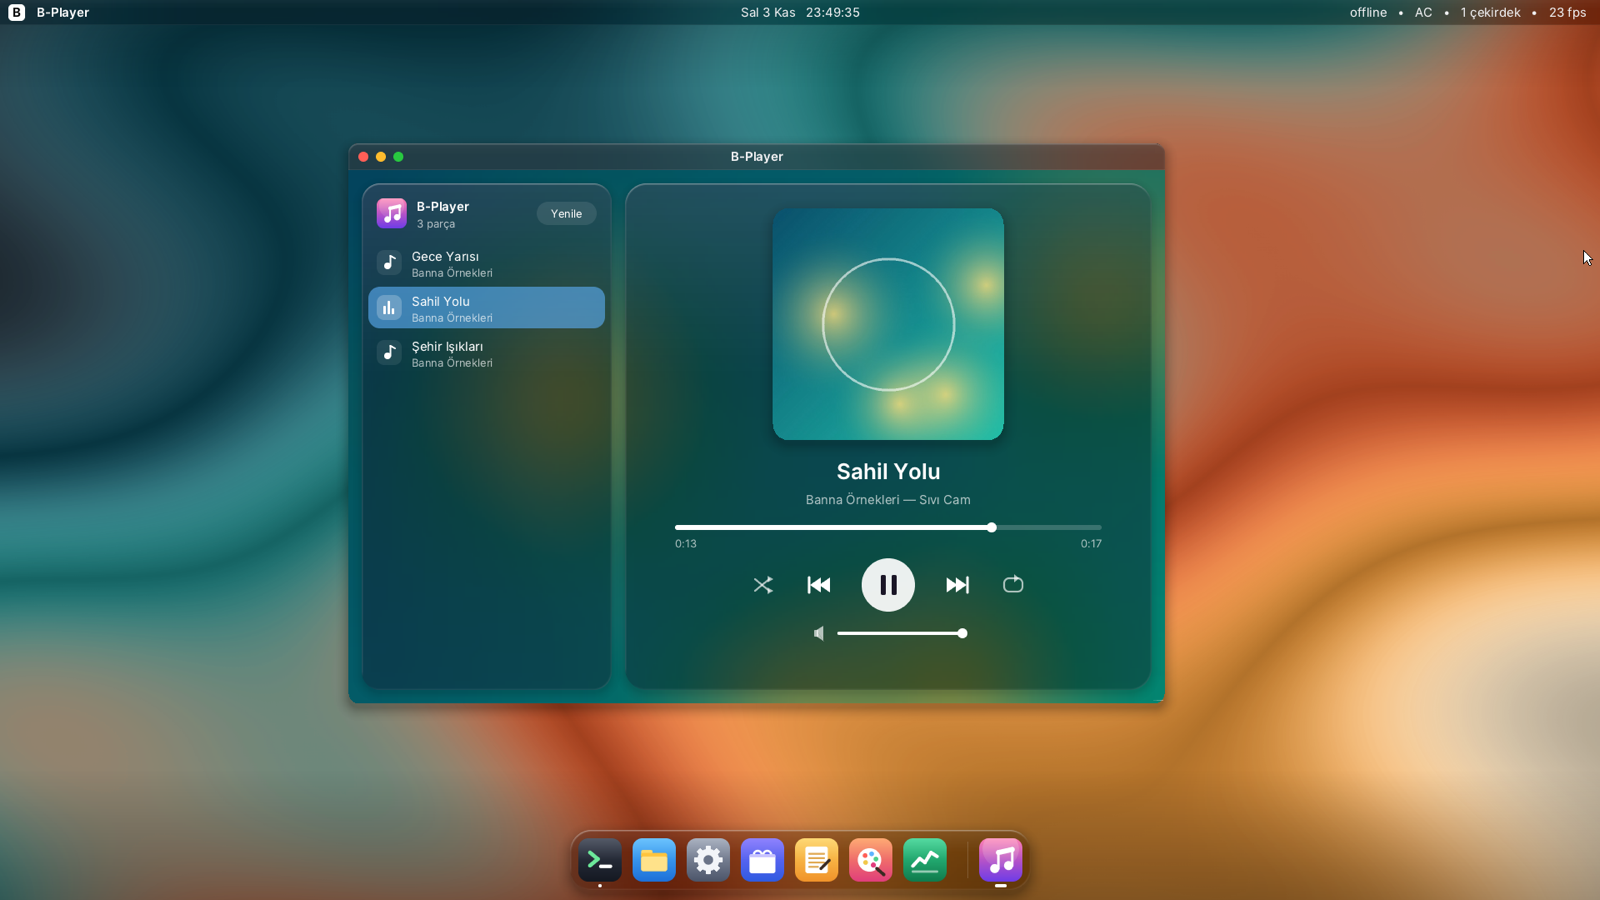 B B-Player
Sal 3 Kas 23:49:35
offline • AC • 1 çekirdek • 23 fps
B-Player
B-Player
3 parça
Yenile
Gece Yarısı
Banna Örnekleri
Sahil Yolu
Banna Örnekleri
Şehir Işıkları
Banna Örnekleri
Sahil Yolu
Banna Örnekleri — Sıvı Cam
0:13
0:17